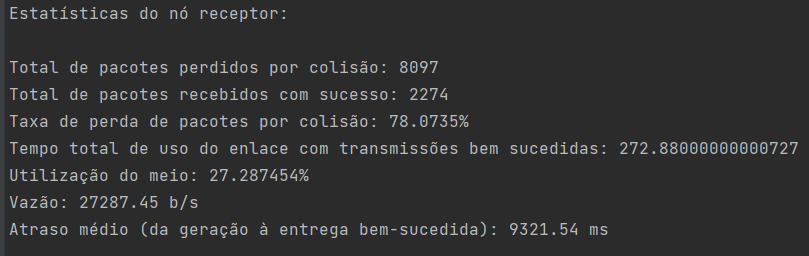 Estatísticas do nó receptor:
Total de pacotes perdidos por colisão: 8097
Total de pacotes recebidos com sucesso: 2274
Taxa de perda de pacotes por colisão: 78.0735%
Tempo total de uso do enlace com transmissões bem sucedidas: 272.88000000000727
Utilização do meio: 27.287454%
Vazão: 27287.45 b/s
Atraso médio (da geração à entrega bem-sucedida): 9321.54 ms